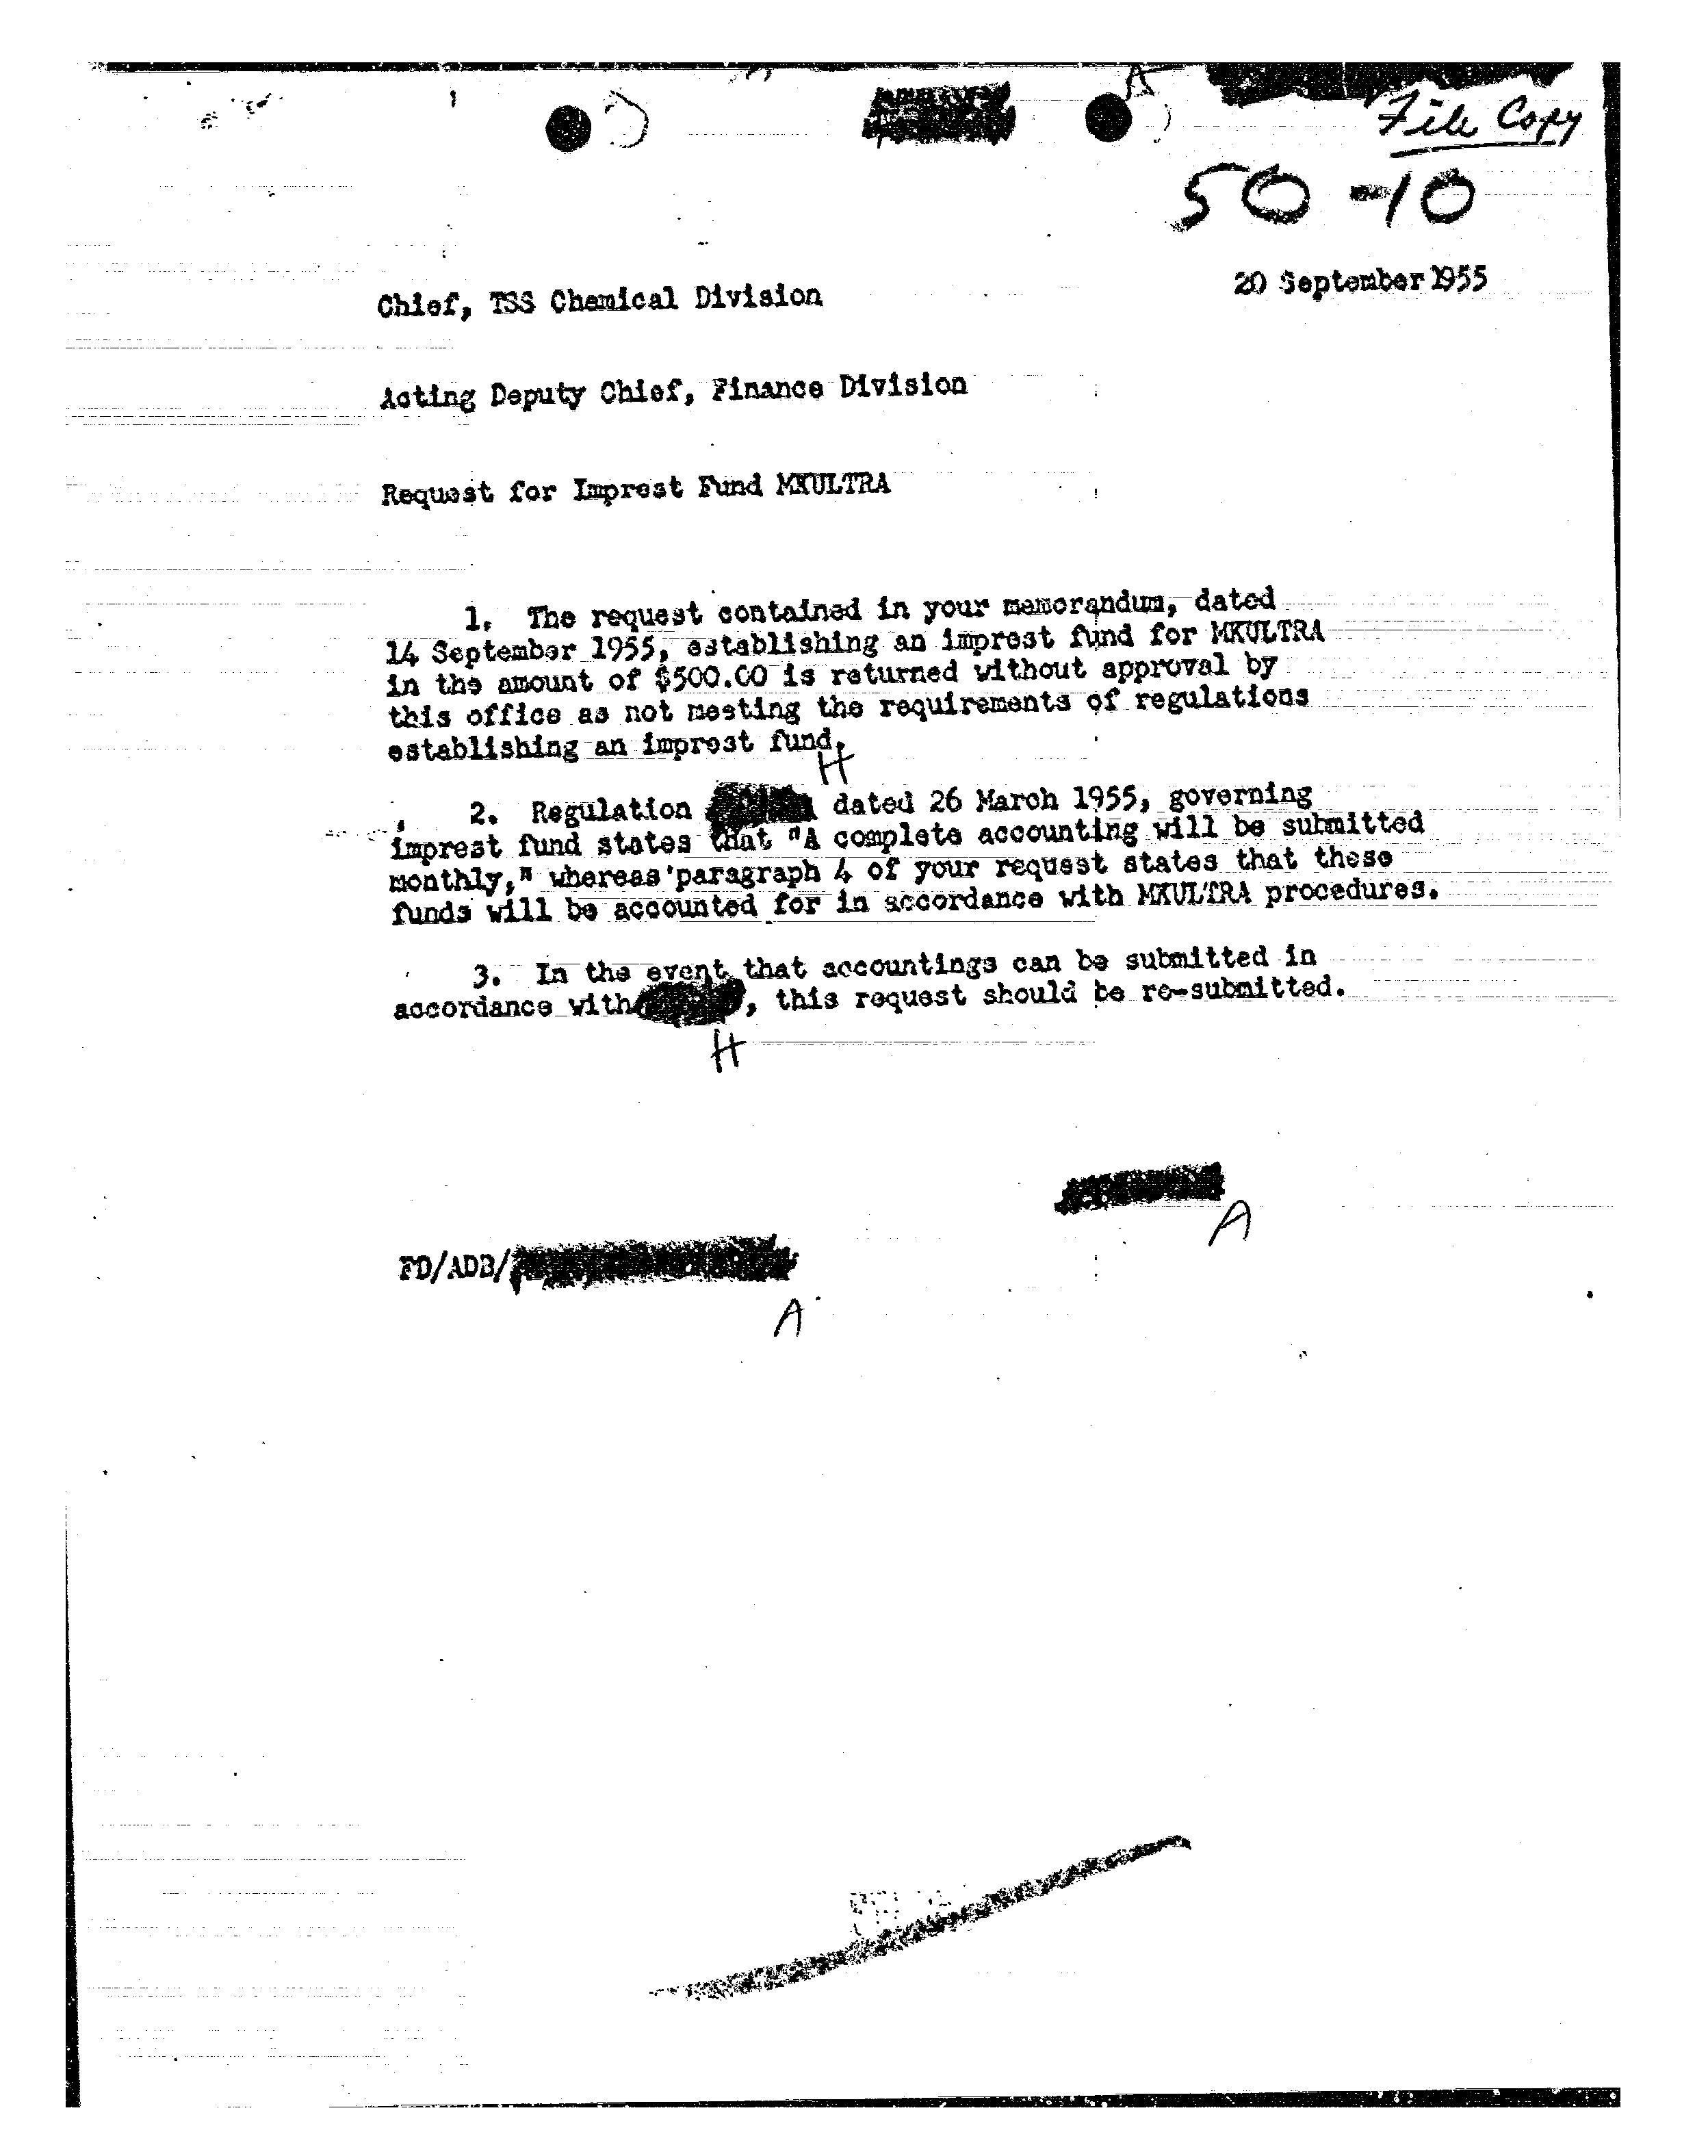 File Copy
50-10
20 September 1955
Chief, TSS Chemical Division
Acting Deputy Chief, Finance Division
Request for Imprest Fund MKULTRA
1. The request contained in your memorandum, dated
14 September 1955, establishing an imprest fund for MKULTRA
in the amount of $500.00 is returned without approval by
this office as not meeting the requirements of regulations
establishing an imprest fund.
H
2. Regulation dated 26 March 1955, governing
imprest fund states that "A complete accounting will be submitted
monthly," whereas paragraph 4 of your request states that these
funds will be accounted for in accordance with MKULTRA procedures.
3. In the event that accountings can be submitted in
accordance with , this request should be re-submitted.
H
A
FD/ADB/
A